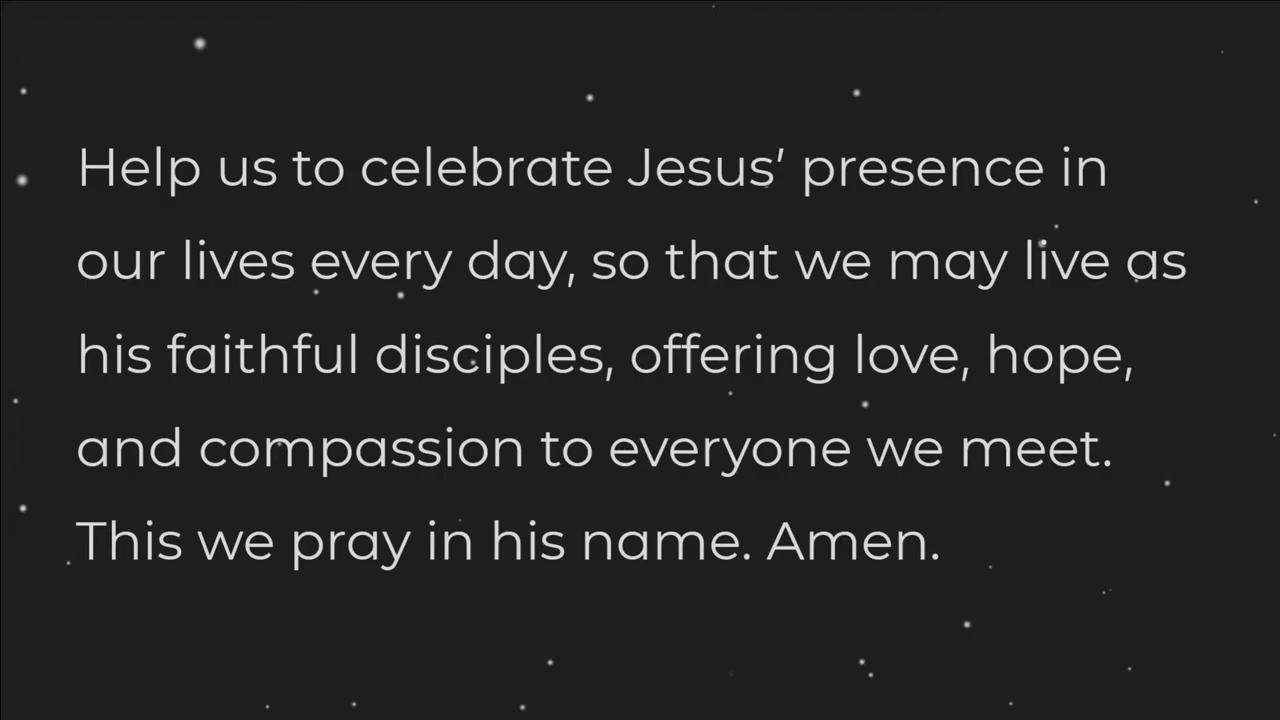 Help us to celebrate Jesus’ presence in
our lives every day, so that we may live as
his faithful disciples, offering love, hope,
and compassion to everyone we meet.
This we pray in his name. Amen.